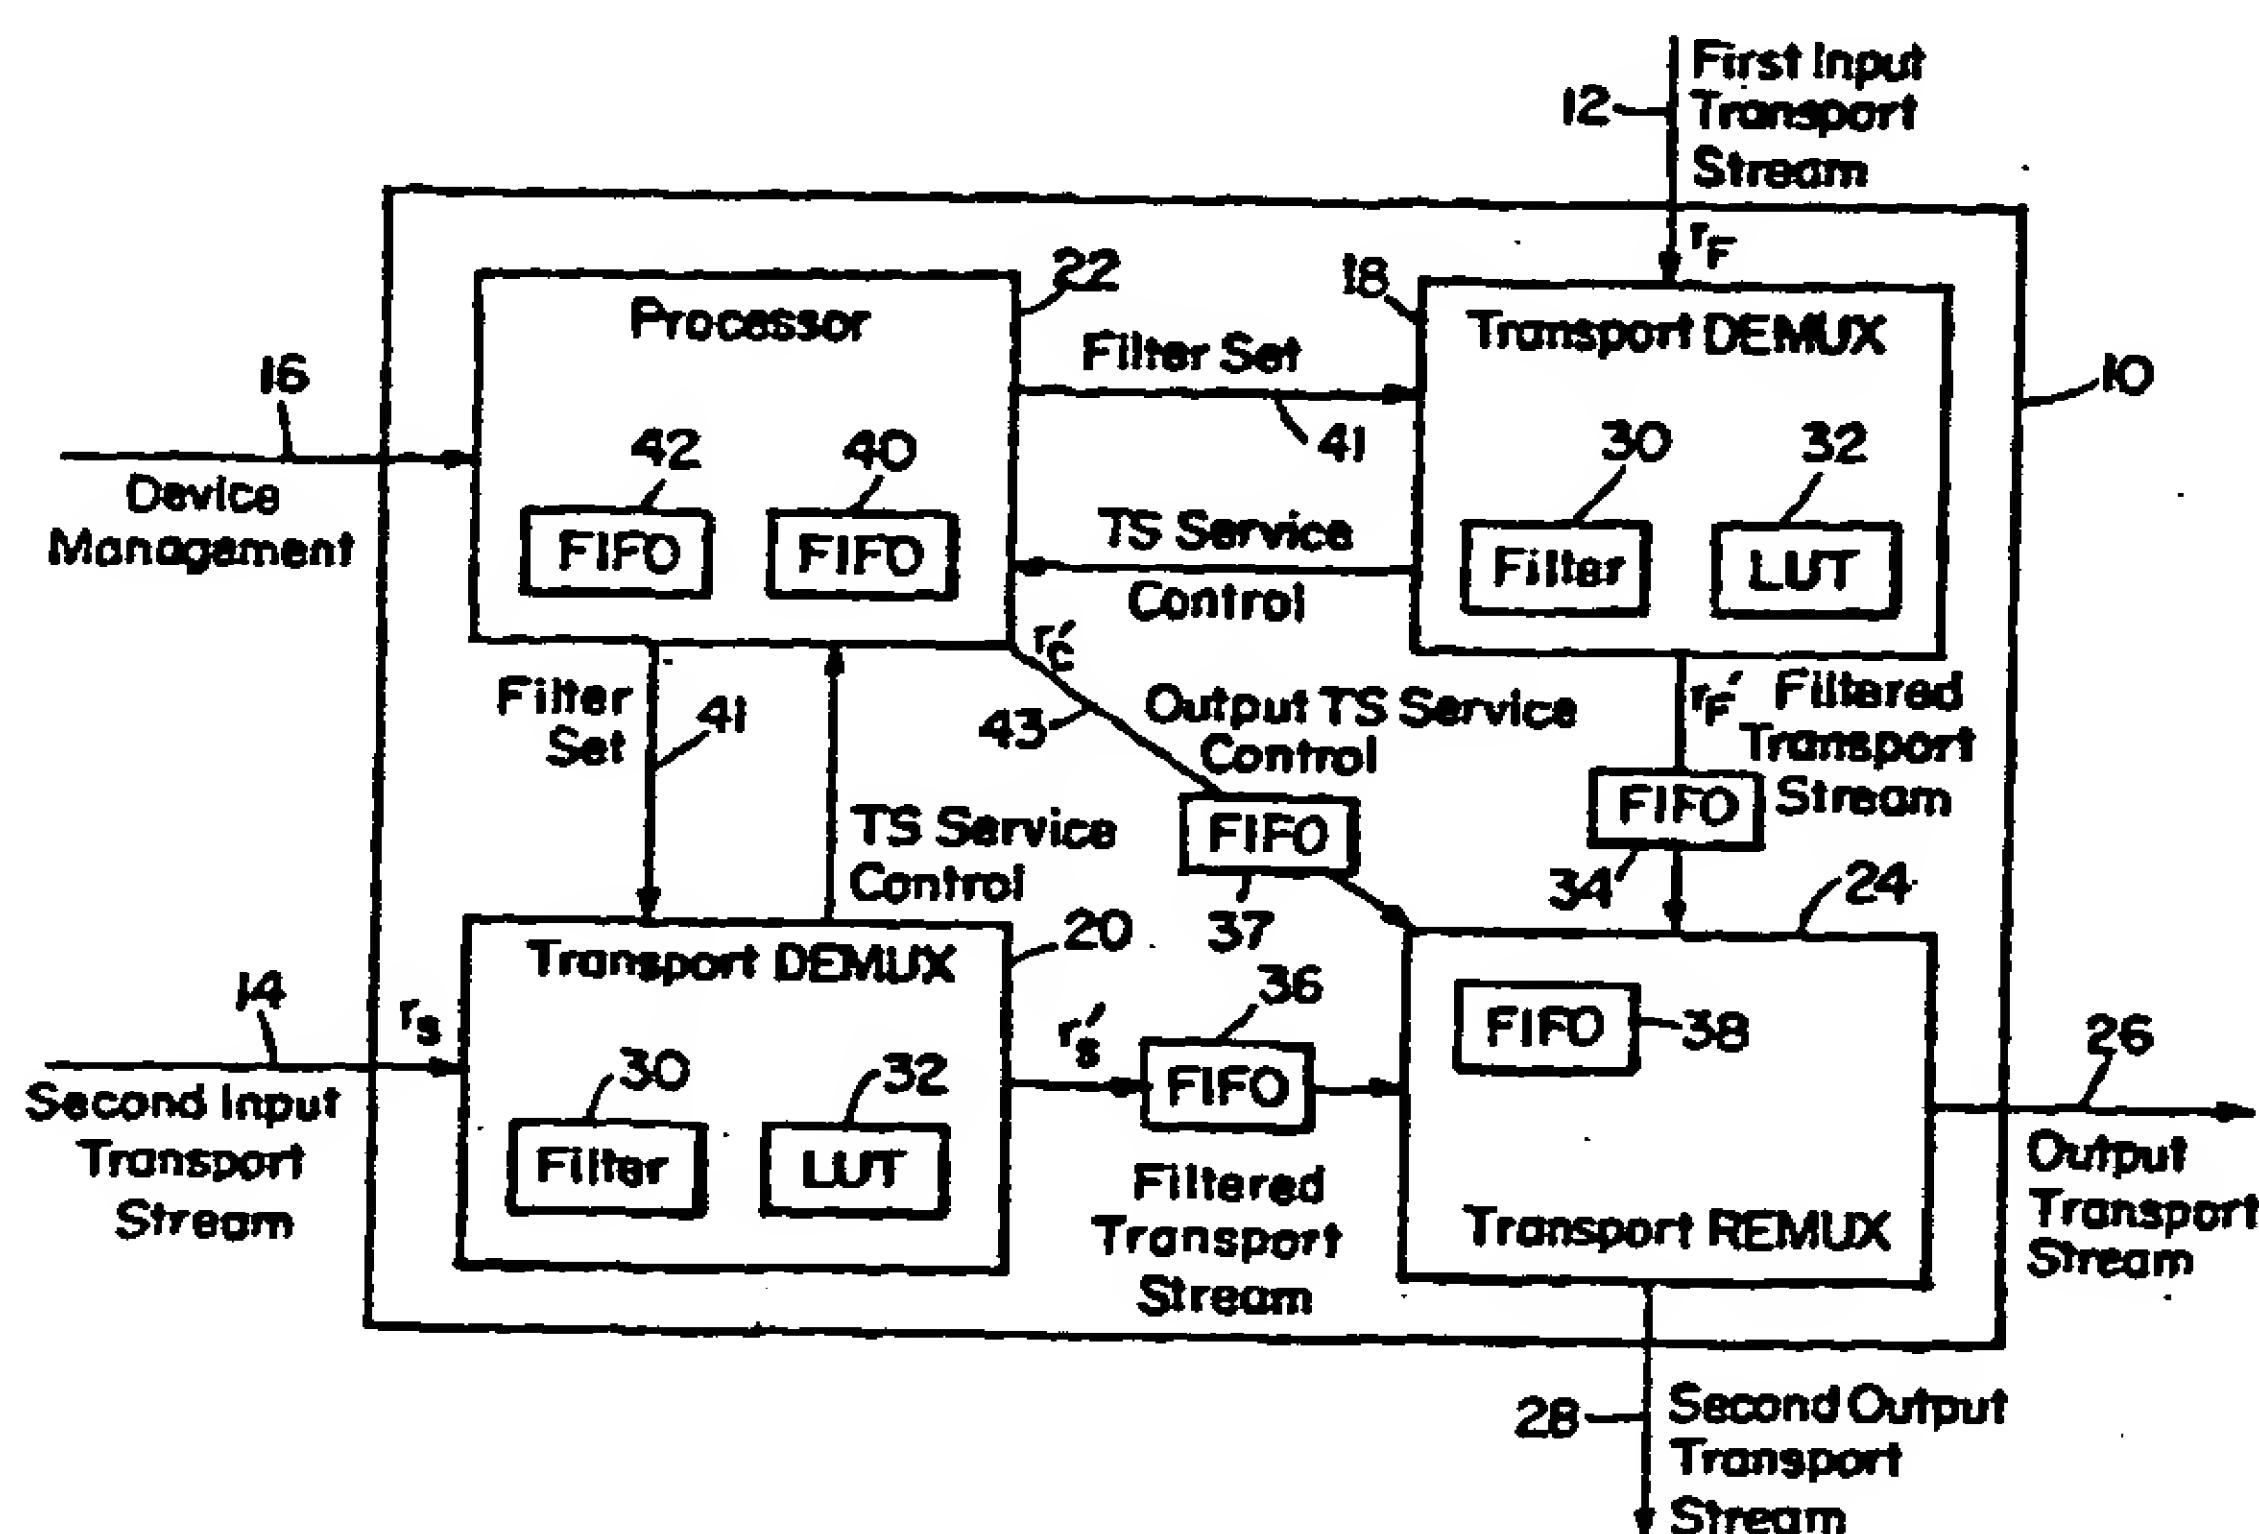 First Input
Transport
Stream
12
rF
10
Processor
22
18
Transport DEMUX
Filter Set
41
16
Device
Management
42
FIFO
40
FIFO
30
Filter
32
LUT
TS Service
Control
r'C
43
Output TS Service
Control
rF'
Filtered
Transport
Stream
Filter
Set
41
TS Service
Control
FIFO
37
FIFO
34
24
14
rS
Second Input
Transport
Stream
Transport DEMUX
20
30
Filter
32
LUT
r'S
36
FIFO
Filtered
Transport
Stream
FIFO
38
Transport REMUX
26
Output
Transport
Stream
28
Second Output
Transport
Stream